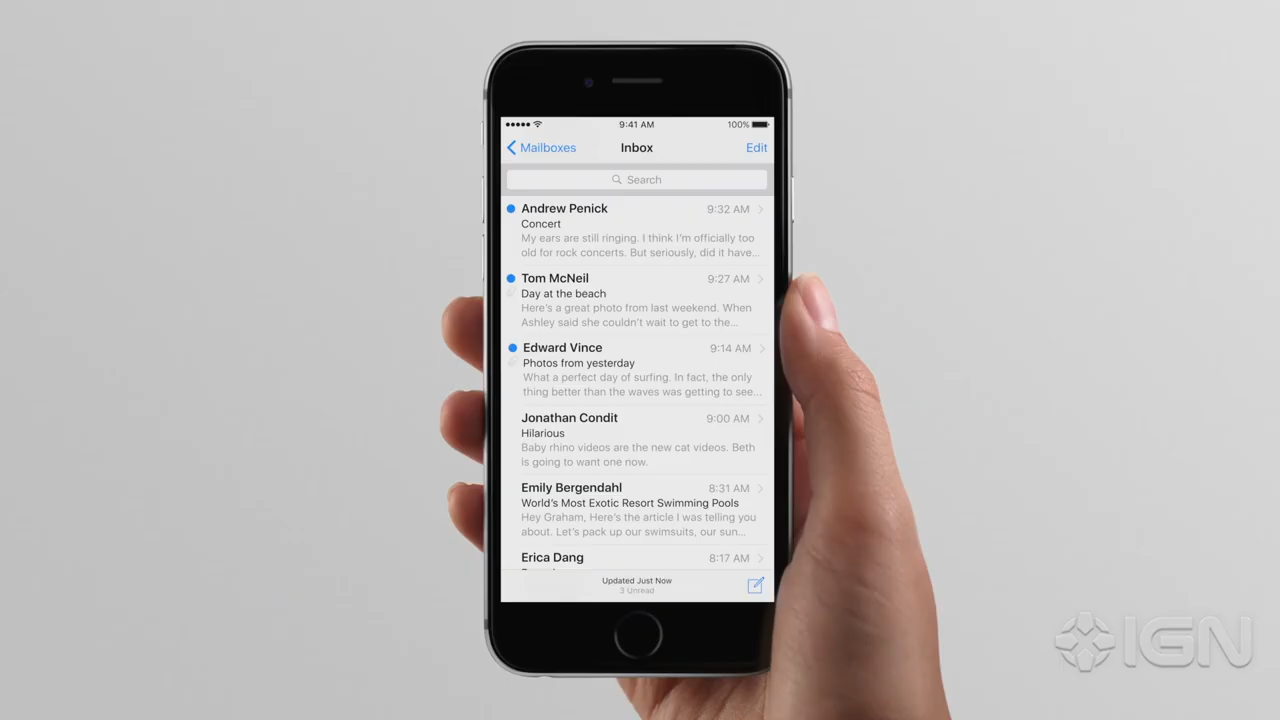 9:41 AM
100%
Mailboxes
Inbox
Edit
Search
Andrew Penick
9:32 AM
Concert
My ears are still ringing. I think I'm officially too
old for rock concerts. But seriously, did it have...
Tom McNeil
9:27 AM
Day at the beach
Here's a great photo from last weekend. When
Ashley said she couldn't wait to get to the...
Edward Vince
9:14 AM
Photos from yesterday
What a perfect day of surfing. In fact, the only
thing better than the waves was getting to see...
Jonathan Condit
9:00 AM
Hilarious
Baby rhino videos are the new cat videos. Beth
is going to want one now.
Emily Bergendahl
8:31 AM
World's Most Exotic Resort Swimming Pools
Hey Graham, Here's the article I was telling you
about. Let's pack up our swimsuits, our sun...
Erica Dang
8:17 AM
Updated Just Now
3 Unread
IGN